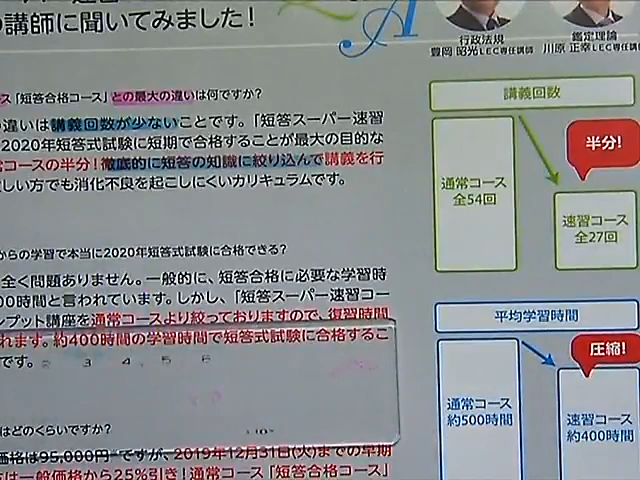 講師に聞いてみました!
行政法規
豊岡 昭光LEC専任講師
鑑定理論
川原 正幸LEC専任講師
ス 「短答合格コース」との最大の違いは何ですか?
違いは講義回数が少ないことです。「短答スーパー速習
2020年短答式試験に短期で合格することが最大の目的な
常コースの半分!徹底的に短答の知識に絞り込んで講義を行
しい方でも消化不良を起こしにくいカリキュラムです。
からの学習で本当に2020年短答式試験に合格できる?
全く問題ありません。一般的に、短答合格に必要な学習時
00時間と言われています。しかし、「短答スーパー速習コー
ンプット講座を通常コースより絞っておりますので、復習時間
れます。約400時間の学習時間で短答式試験に合格するこ
です。
2 3 4 5 6
はどのくらいですか?
価格は95,000円~ですが、2019年12月31日(火)までの早期
は一般価格から25%引き!通常コース「短答合格コース」
講義回数
通常コース
全54回
半分!
速習コース
全27回
平均学習時間
通常コース
約500時間
圧縮!
速習コース
約400時間